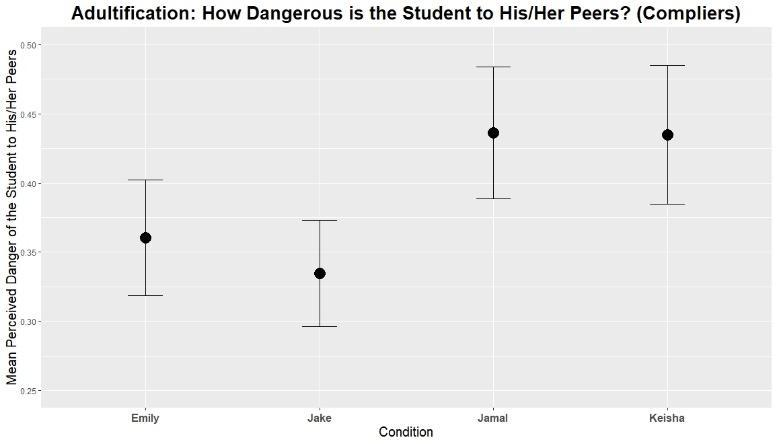 Adultification: How Dangerous is the Student to His/Her Peers? (Compliers)
Mean Perceived Danger of the Student to His/Her Peers
0.50
0.45
0.40
0.35
0.30
0.25
Emily Jake Jamal Keisha
Condition